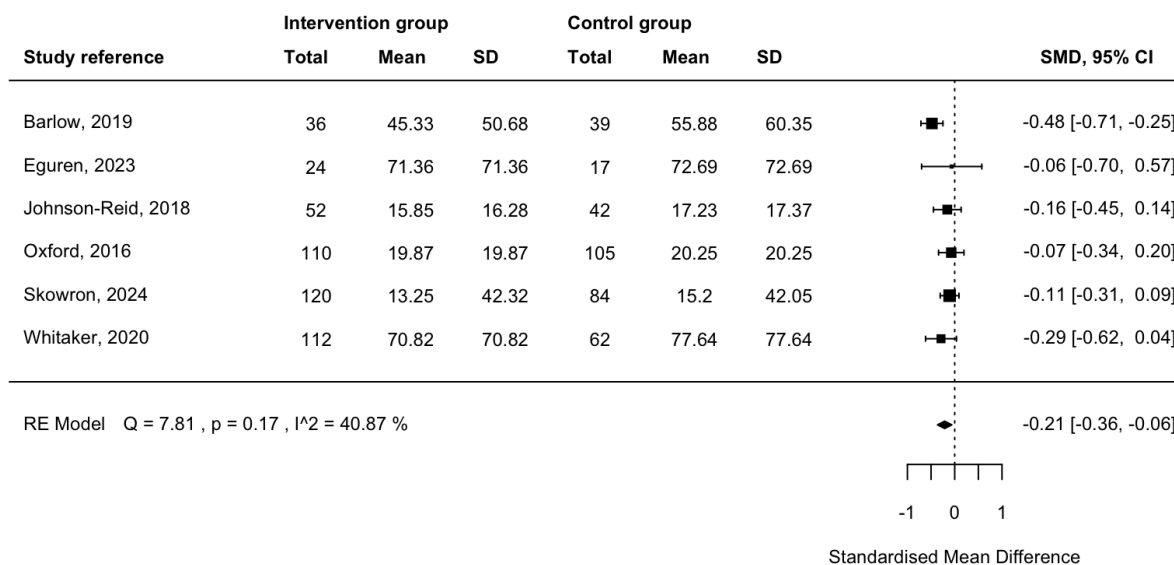 Intervention group Control group
Study reference Total Mean SD Total Mean SD SMD, 95% CI
Barlow, 2019 36 45.33 50.68 39 55.88 60.35 -0.48 [-0.71, -0.25]
Eguren, 2023 24 71.36 71.36 17 72.69 72.69 -0.06 [-0.70, 0.57]
Johnson-Reid, 2018 52 15.85 16.28 42 17.23 17.37 -0.16 [-0.45, 0.14]
Oxford, 2016 110 19.87 19.87 105 20.25 20.25 -0.07 [-0.34, 0.20]
Skowron, 2024 120 13.25 42.32 84 15.2 42.05 -0.11 [-0.31, 0.09]
Whitaker, 2020 112 70.82 70.82 62 77.64 77.64 -0.29 [-0.62, 0.04]
RE Model Q = 7.81 , p = 0.17 , I^2 = 40.87 % -0.21 [-0.36, -0.06]
-1 0 1
Standardised Mean Difference